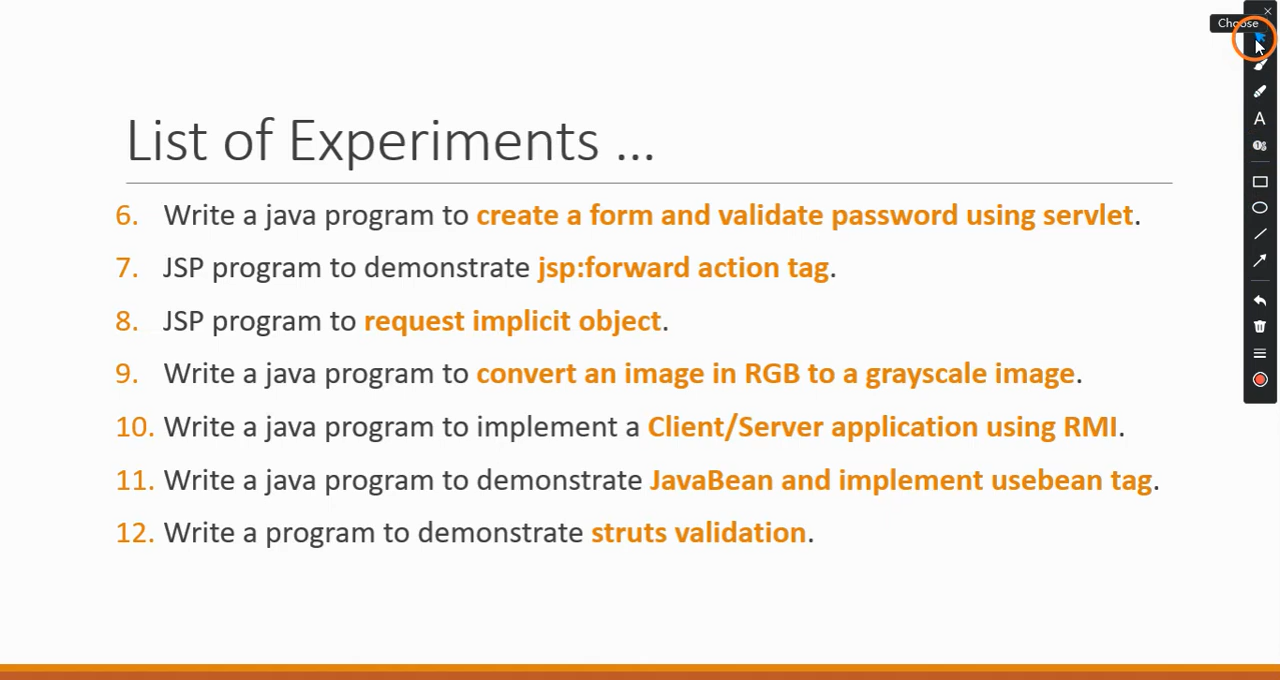 Choose
List of Experiments ...
6. Write a java program to create a form and validate password using servlet.
7. JSP program to demonstrate jsp:forward action tag.
8. JSP program to request implicit object.
9. Write a java program to convert an image in RGB to a grayscale image.
10. Write a java program to implement a Client/Server application using RMI.
11. Write a java program to demonstrate JavaBean and implement usebean tag.
12. Write a program to demonstrate struts validation.
A